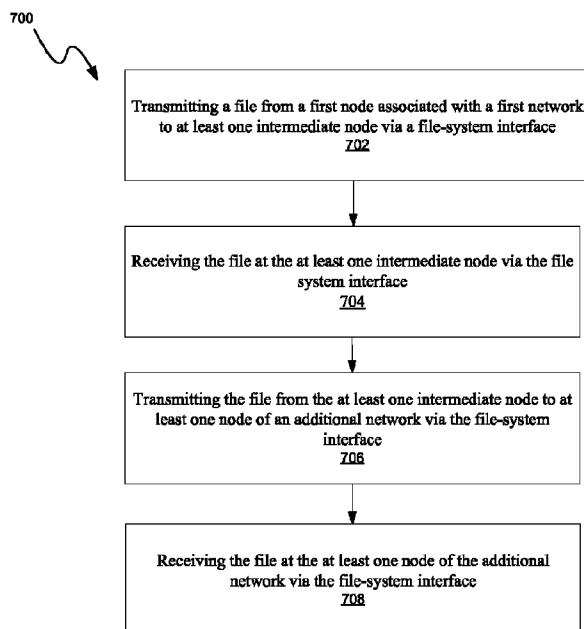 700
Transmitting a file from a first node associated with a first network
to at least one intermediate node via a file-system interface
702
Receiving the file at the at least one intermediate node via the file
system interface
704
Transmitting the file from the at least one intermediate node to at
least one node of an additional network via the file-system
interface
706
Receiving the file at the at least one node of the additional
network via the file-system interface
708